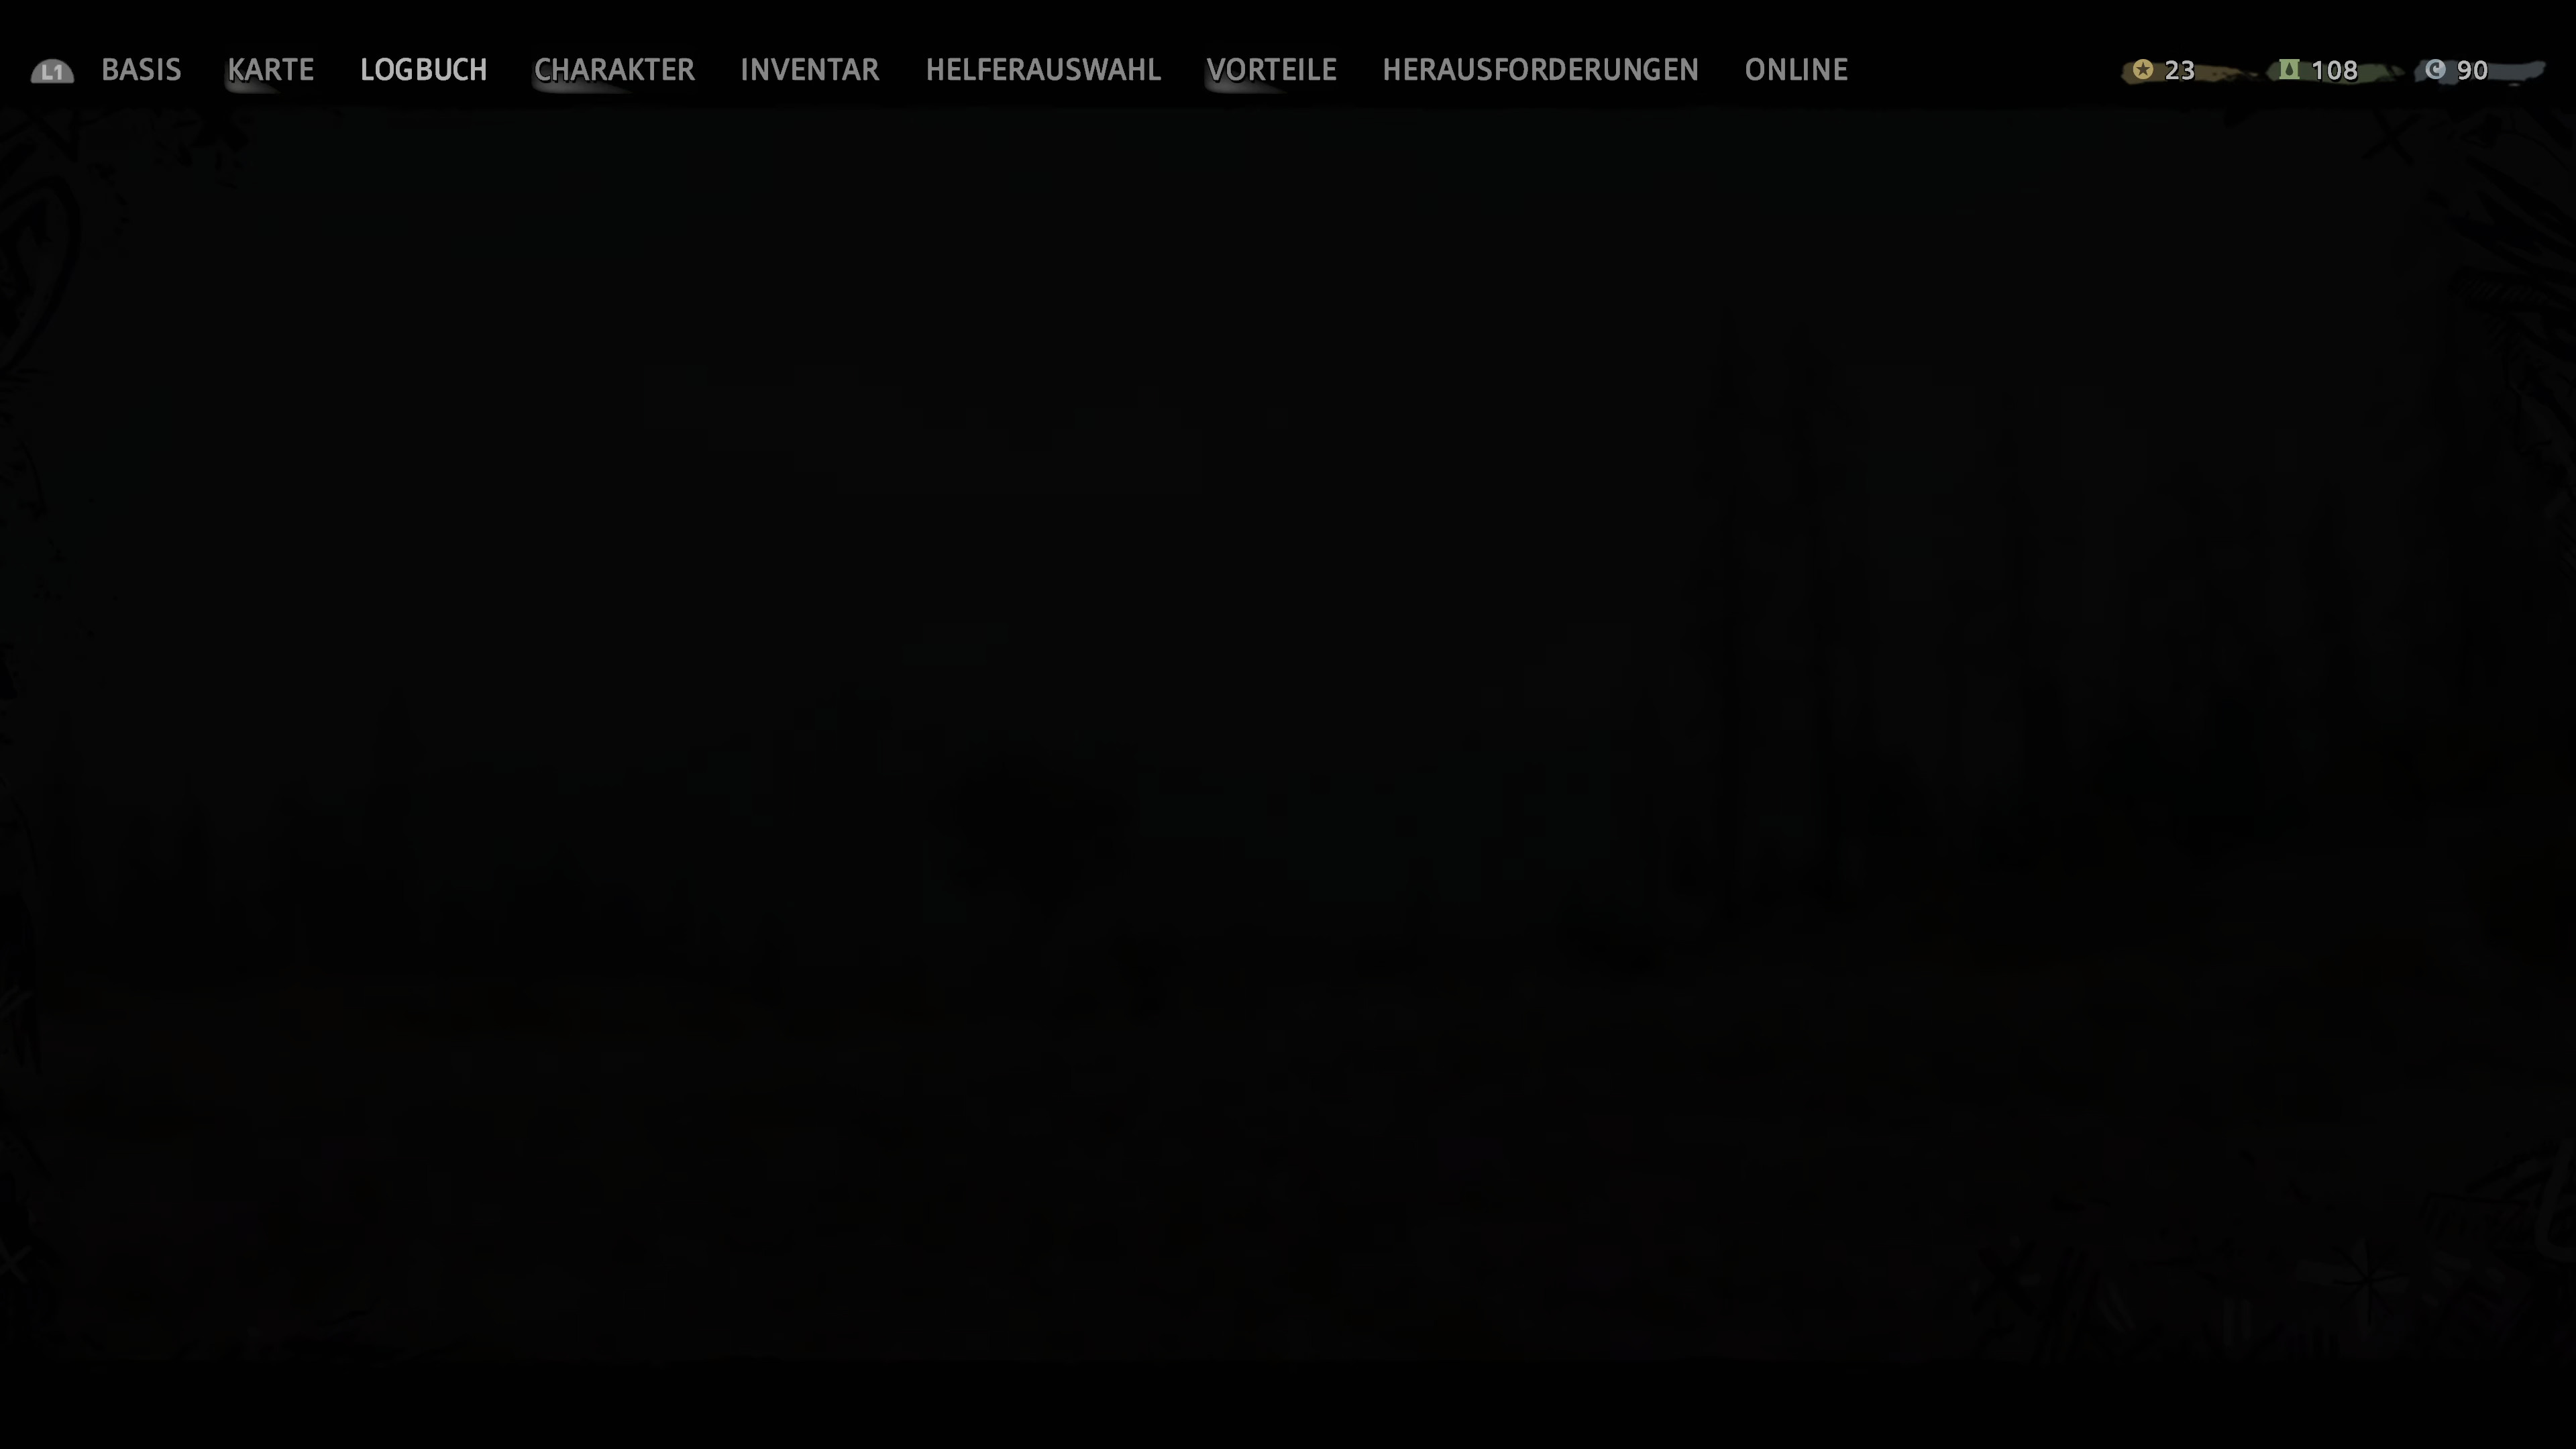 L1 BASIS KARTE LOGBUCH CHARAKTER INVENTAR HELFERAUSWAHL VORTEILE HERAUSFORDERUNGEN ONLINE 23 108 90